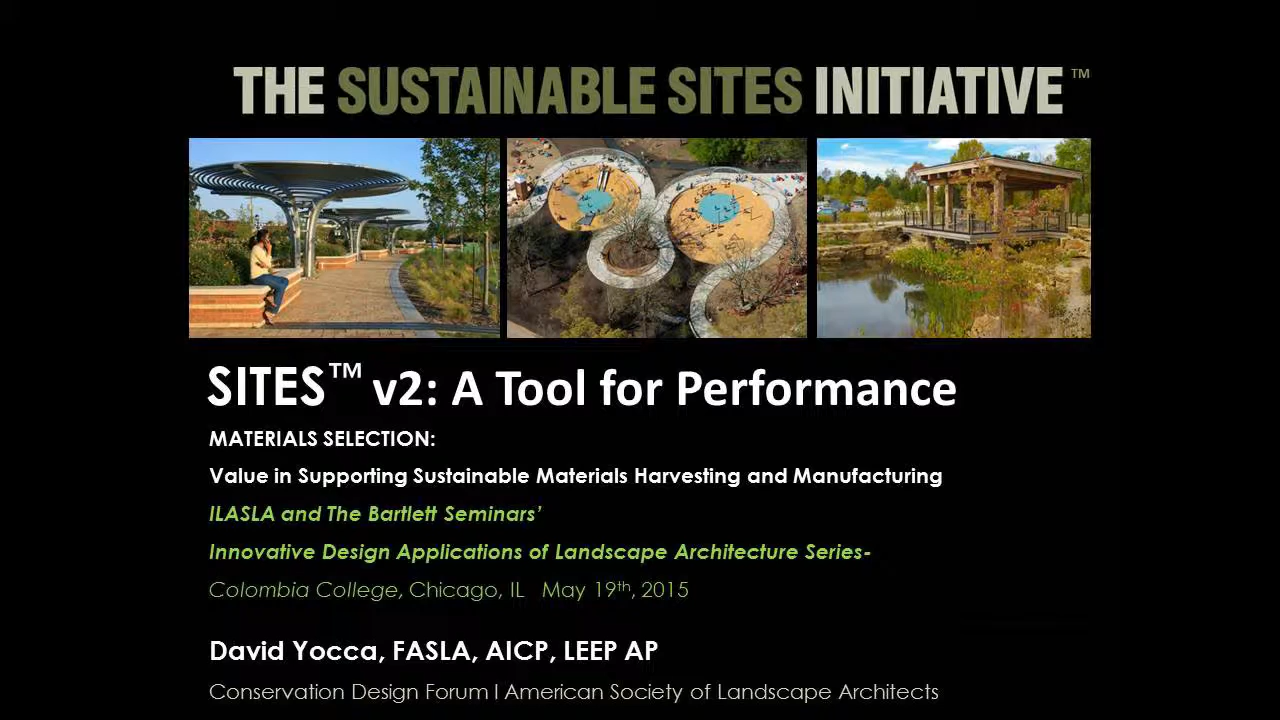 THE SUSTAINABLE SITES INITIATIVE™
SITES™ v2: A Tool for Performance
MATERIALS SELECTION:
Value in Supporting Sustainable Materials Harvesting and Manufacturing
ILASLA and The Bartlett Seminars’
Innovative Design Applications of Landscape Architecture Series-
Colombia College, Chicago, IL May 19th, 2015
David Yocca, FASLA, AICP, LEEP AP
Conservation Design Forum l American Society of Landscape Architects